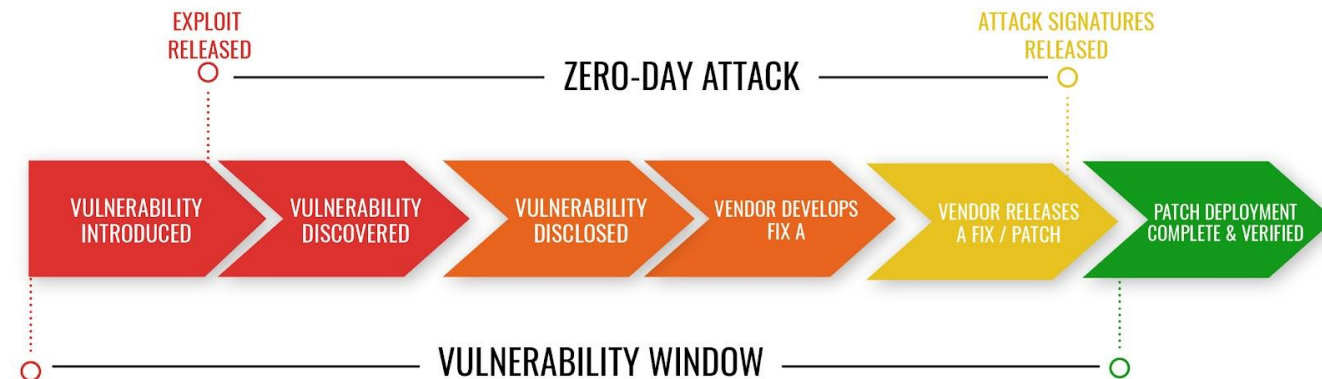 EXPLOIT
RELEASED
ATTACK SIGNATURES
RELEASED
ZERO-DAY ATTACK
VULNERABILITY
INTRODUCED
VULNERABILITY
DISCOVERED
VULNERABILITY
DISCLOSED
VENDOR DEVELOPS
FIX A
VENDOR RELEASES
A FIX / PATCH
PATCH DEPLOYMENT
COMPLETE & VERIFIED
VULNERABILITY WINDOW